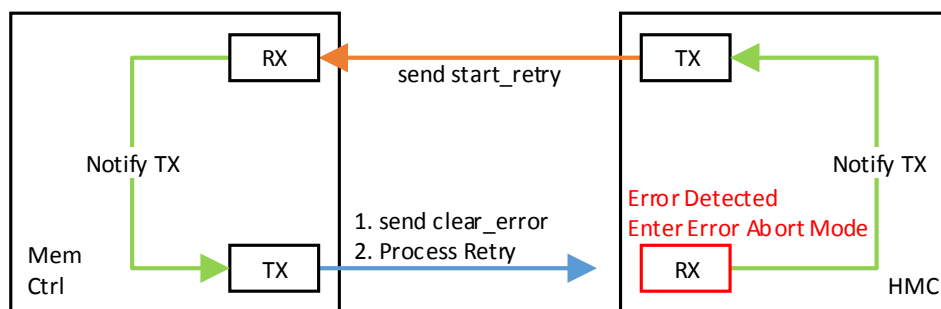 RX
send start_retry
TX
Notify TX
Notify TX
Error Detected
Enter Error Abort Mode
1. send clear_error
2. Process Retry
Mem
Ctrl
TX
RX
HMC